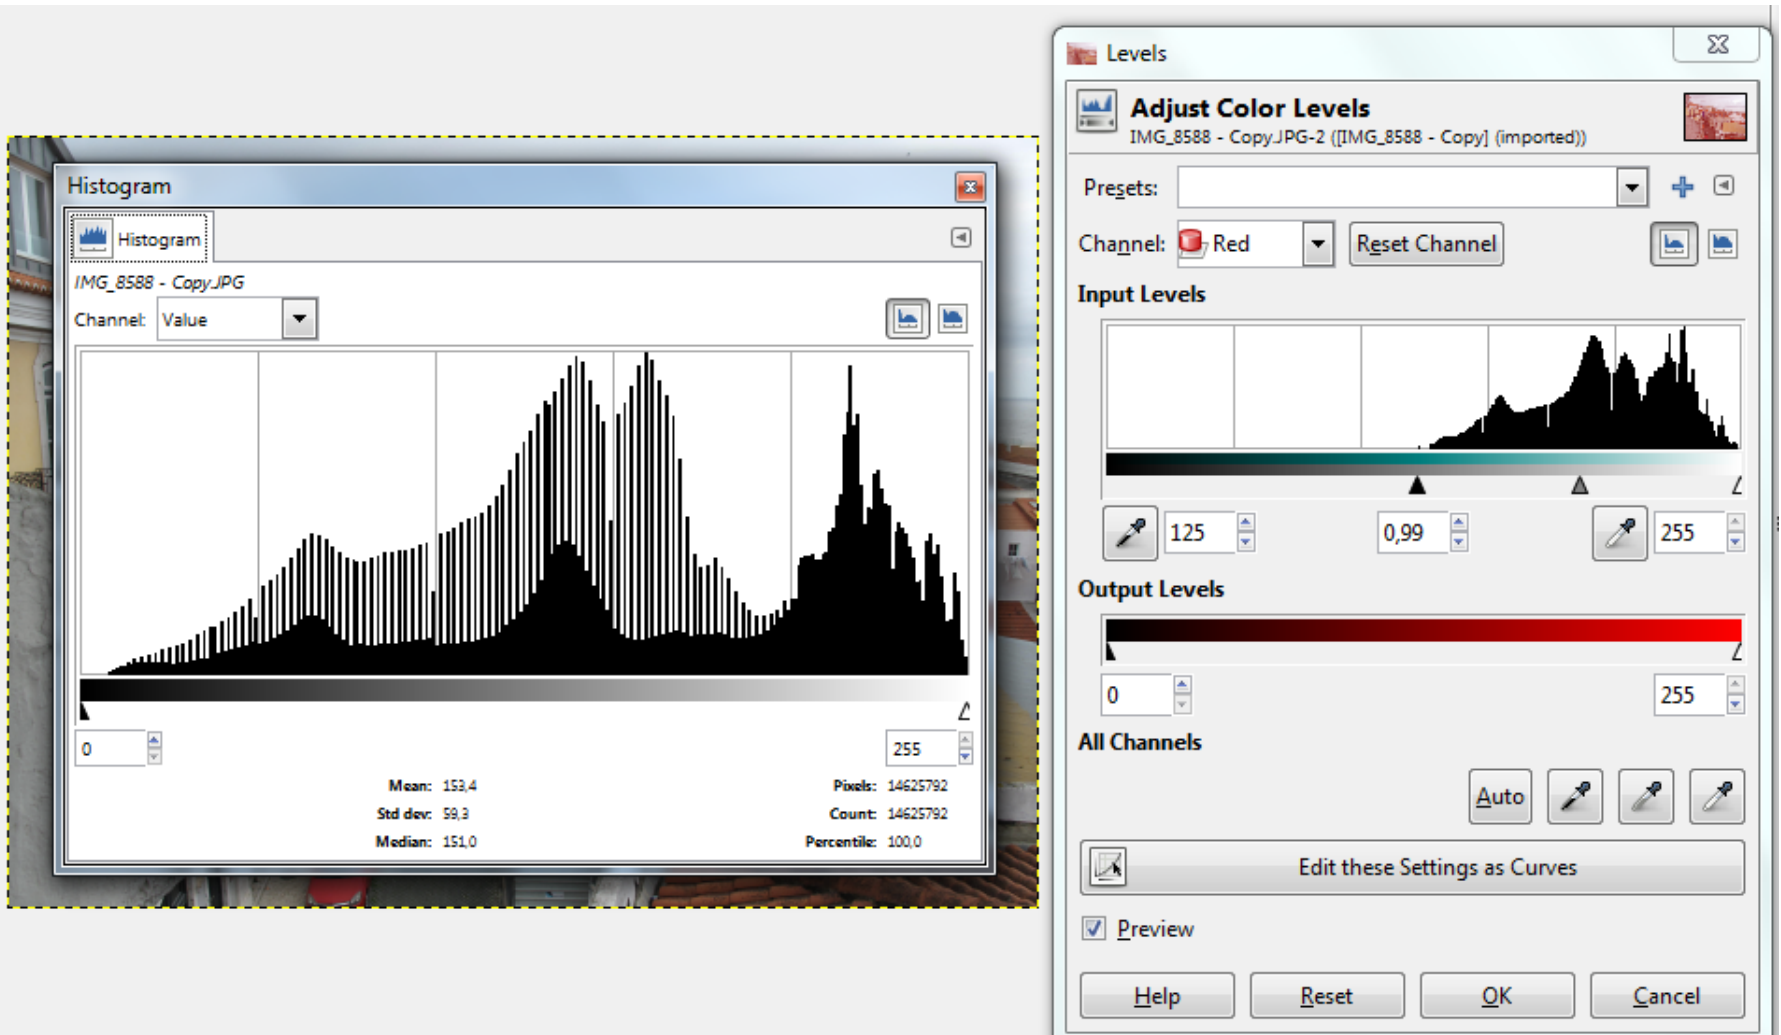 Histogram
Histogram
IMG_8588 - Copy.JPG
Channel: Value
0
255
Mean: 153,4
Pixels: 14625792
Std dev: 59,3
Count: 14625792
Median: 151,0
Percentile: 100,0
Levels
Adjust Color Levels
IMG_8588 - Copy.JPG-2 ([IMG_8588 - Copy] (imported))
Presets:
Channel: Red Reset Channel
Input Levels
125 0,99 255
Output Levels
0 255
All Channels
Auto
Edit these Settings as Curves
Preview
Help Reset OK Cancel